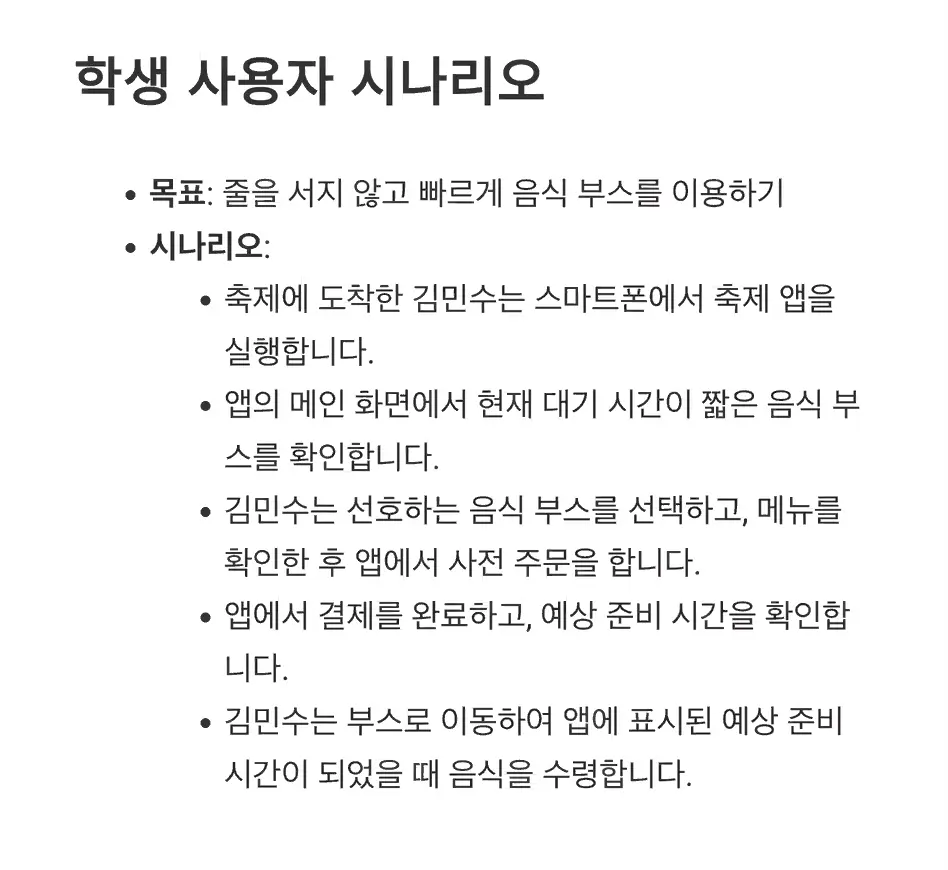 학생 사용자 시나리오
• 목표: 줄을 서지 않고 빠르게 음식 부스를 이용하기
• 시나리오:
• 축제에 도착한 김민수는 스마트폰에서 축제 앱을
실행합니다.
• 앱의 메인 화면에서 현재 대기 시간이 짧은 음식 부
스를 확인합니다.
• 김민수는 선호하는 음식 부스를 선택하고, 메뉴를
확인한 후 앱에서 사전 주문을 합니다.
• 앱에서 결제를 완료하고, 예상 준비 시간을 확인합
니다.
• 김민수는 부스로 이동하여 앱에 표시된 예상 준비
시간이 되었을 때 음식을 수령합니다.